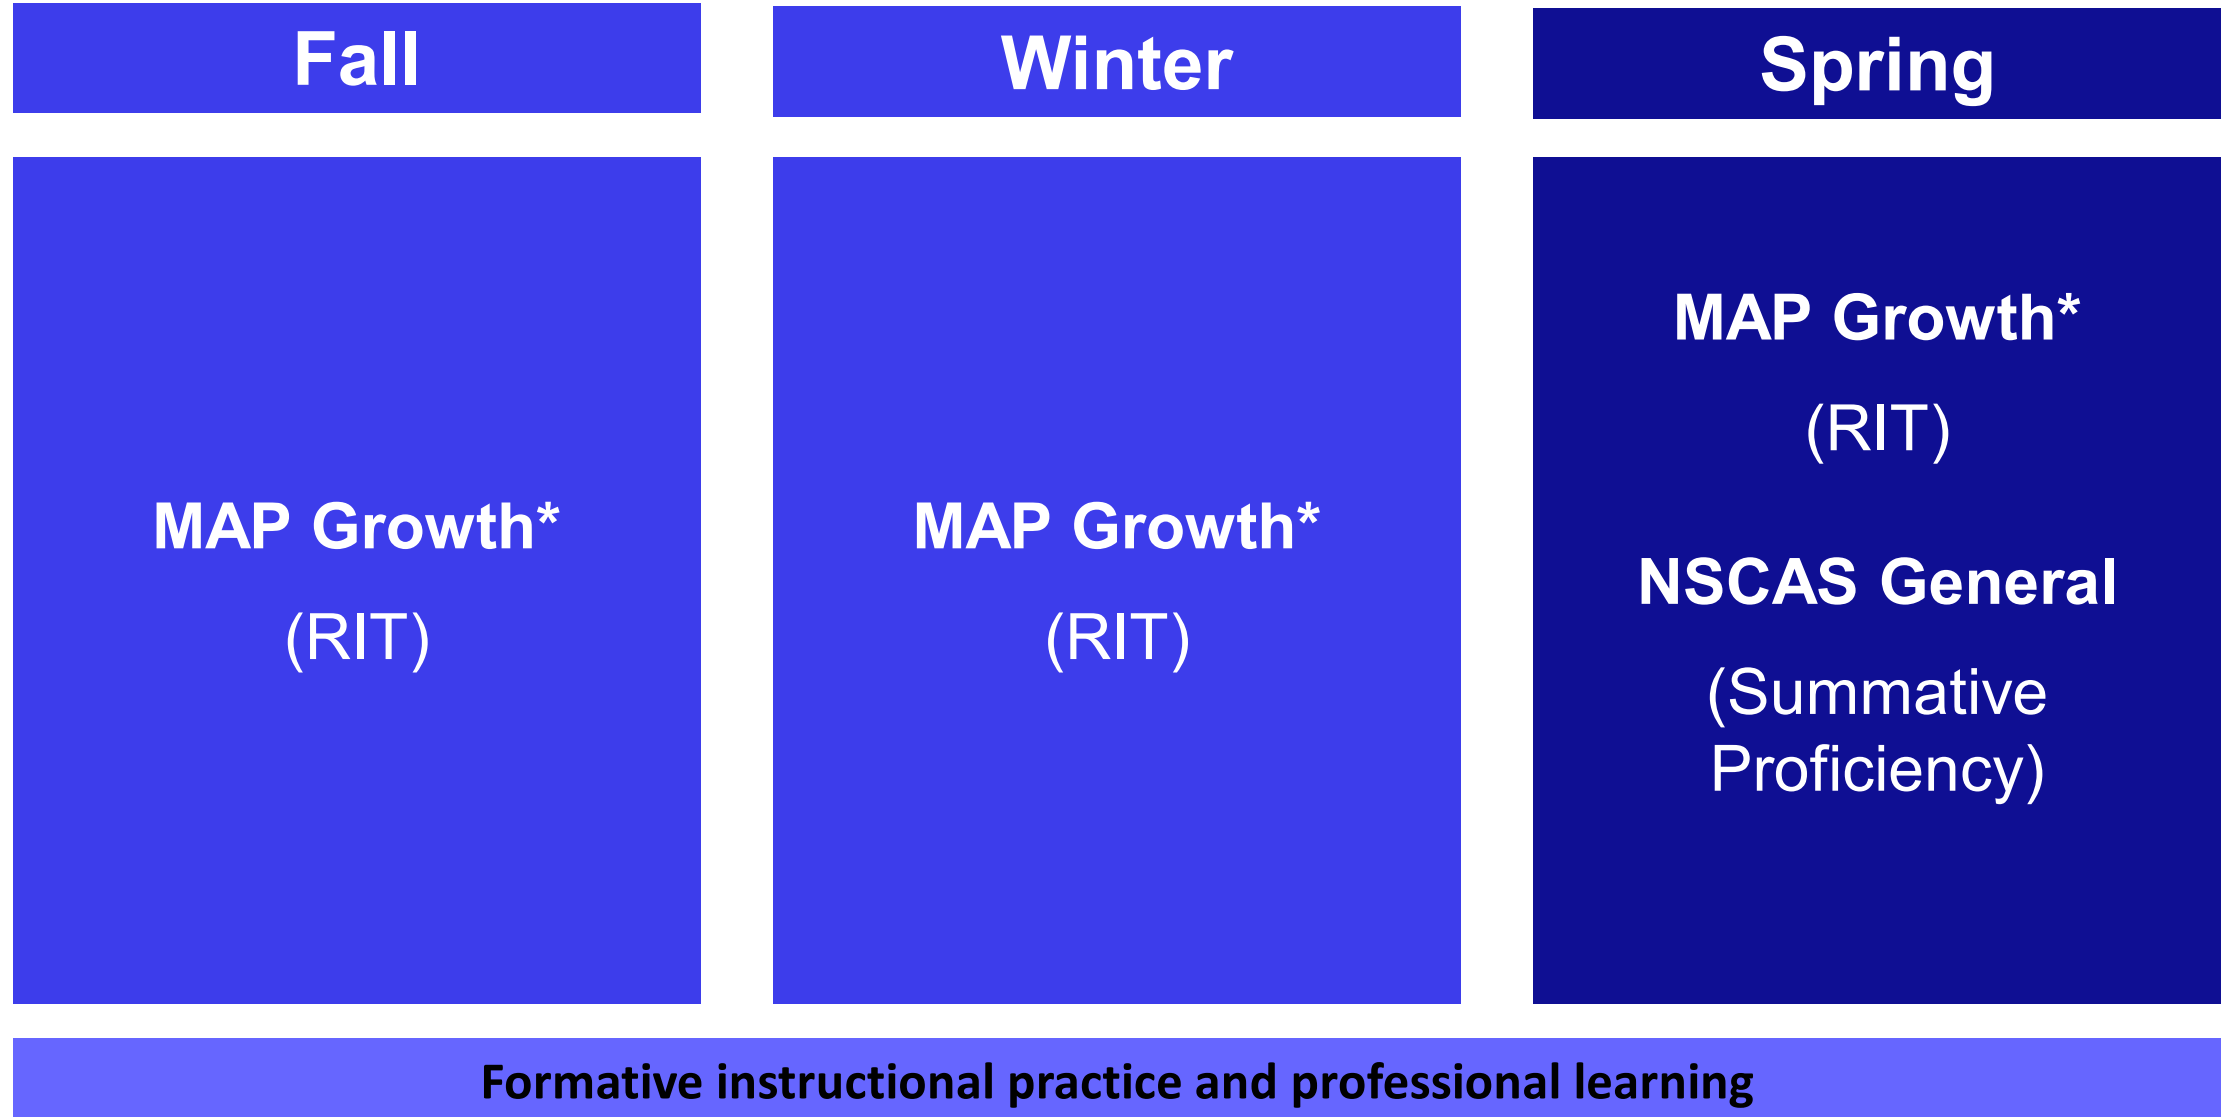 Fall
MAP Growth*
(RIT)
Winter
MAP Growth*
(RIT)
Spring
MAP Growth*
(RIT)
NSCAS General
(Summative
Proficiency)
Formative instructional practice and professional learning